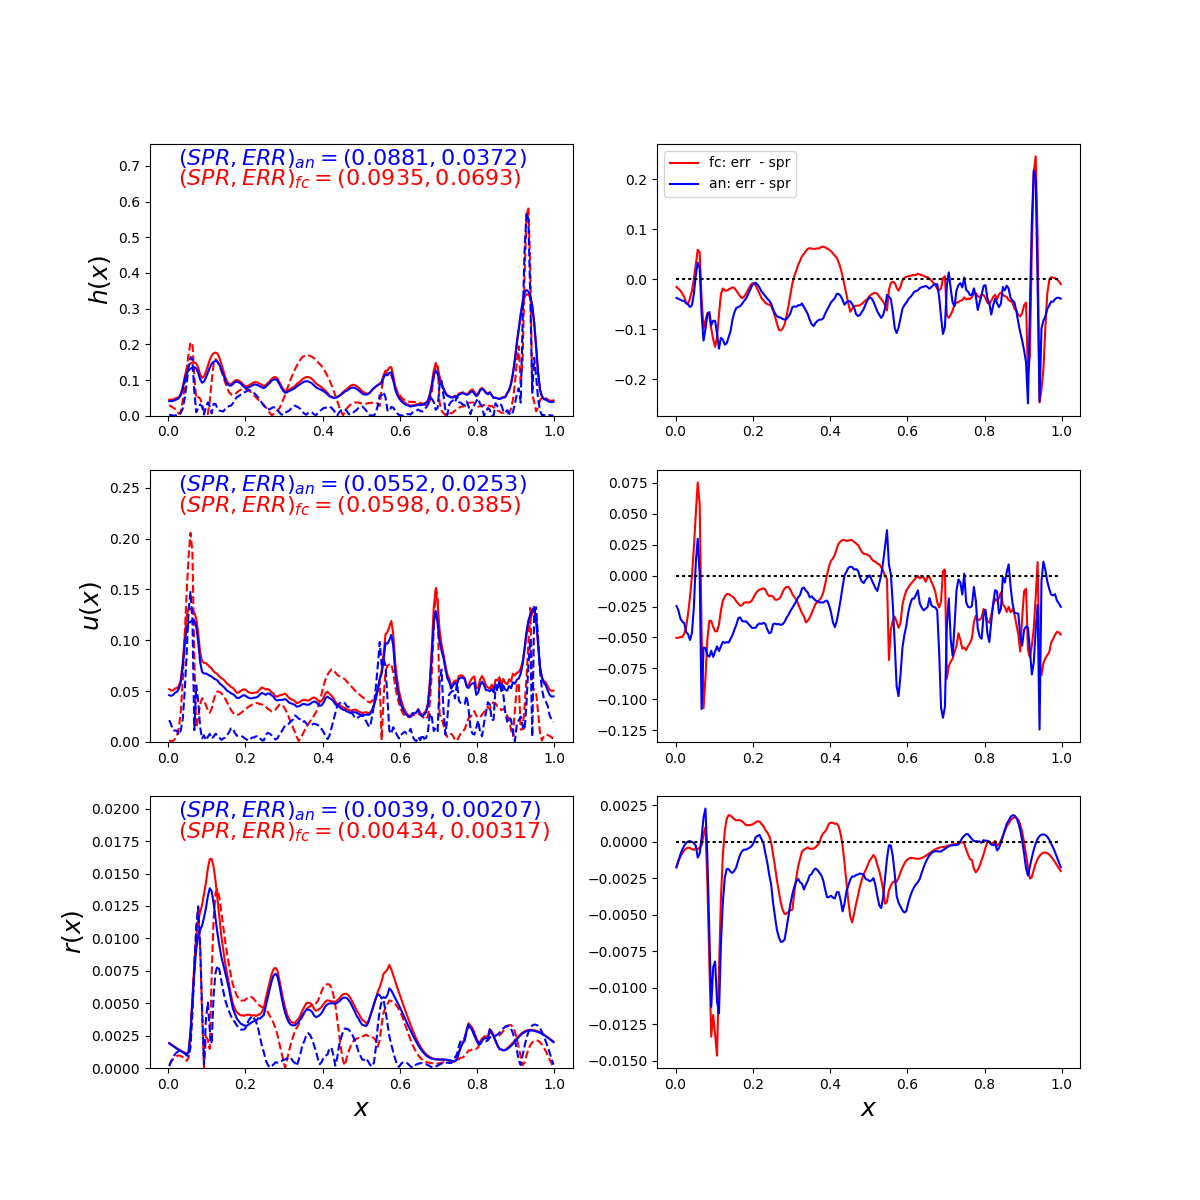 (SPR, ERR)an = (0.0881, 0.0372)
(SPR, ERR)fc = (0.0935, 0.0693)
h(x)
0.7
0.6
0.5
0.4
0.3
0.2
0.1
0.0
0.0 0.2 0.4 0.6 0.8 1.0
fc: err - spr
an: err - spr
0.2
0.1
0.0
−0.1
−0.2
0.0 0.2 0.4 0.6 0.8 1.0
(SPR, ERR)an = (0.0552, 0.0253)
(SPR, ERR)fc = (0.0598, 0.0385)
u(x)
0.25
0.20
0.15
0.10
0.05
0.00
0.0 0.2 0.4 0.6 0.8 1.0
0.075
0.050
0.025
0.000
−0.025
−0.050
−0.075
−0.100
−0.125
0.0 0.2 0.4 0.6 0.8 1.0
(SPR, ERR)an = (0.0039, 0.00207)
(SPR, ERR)fc = (0.00434, 0.00317)
r(x)
0.0200
0.0175
0.0150
0.0125
0.0100
0.0075
0.0050
0.0025
0.0000
0.0 0.2 0.4 0.6 0.8 1.0
x
0.0025
0.0000
−0.0025
−0.0050
−0.0075
−0.0100
−0.0125
−0.0150
0.0 0.2 0.4 0.6 0.8 1.0
x